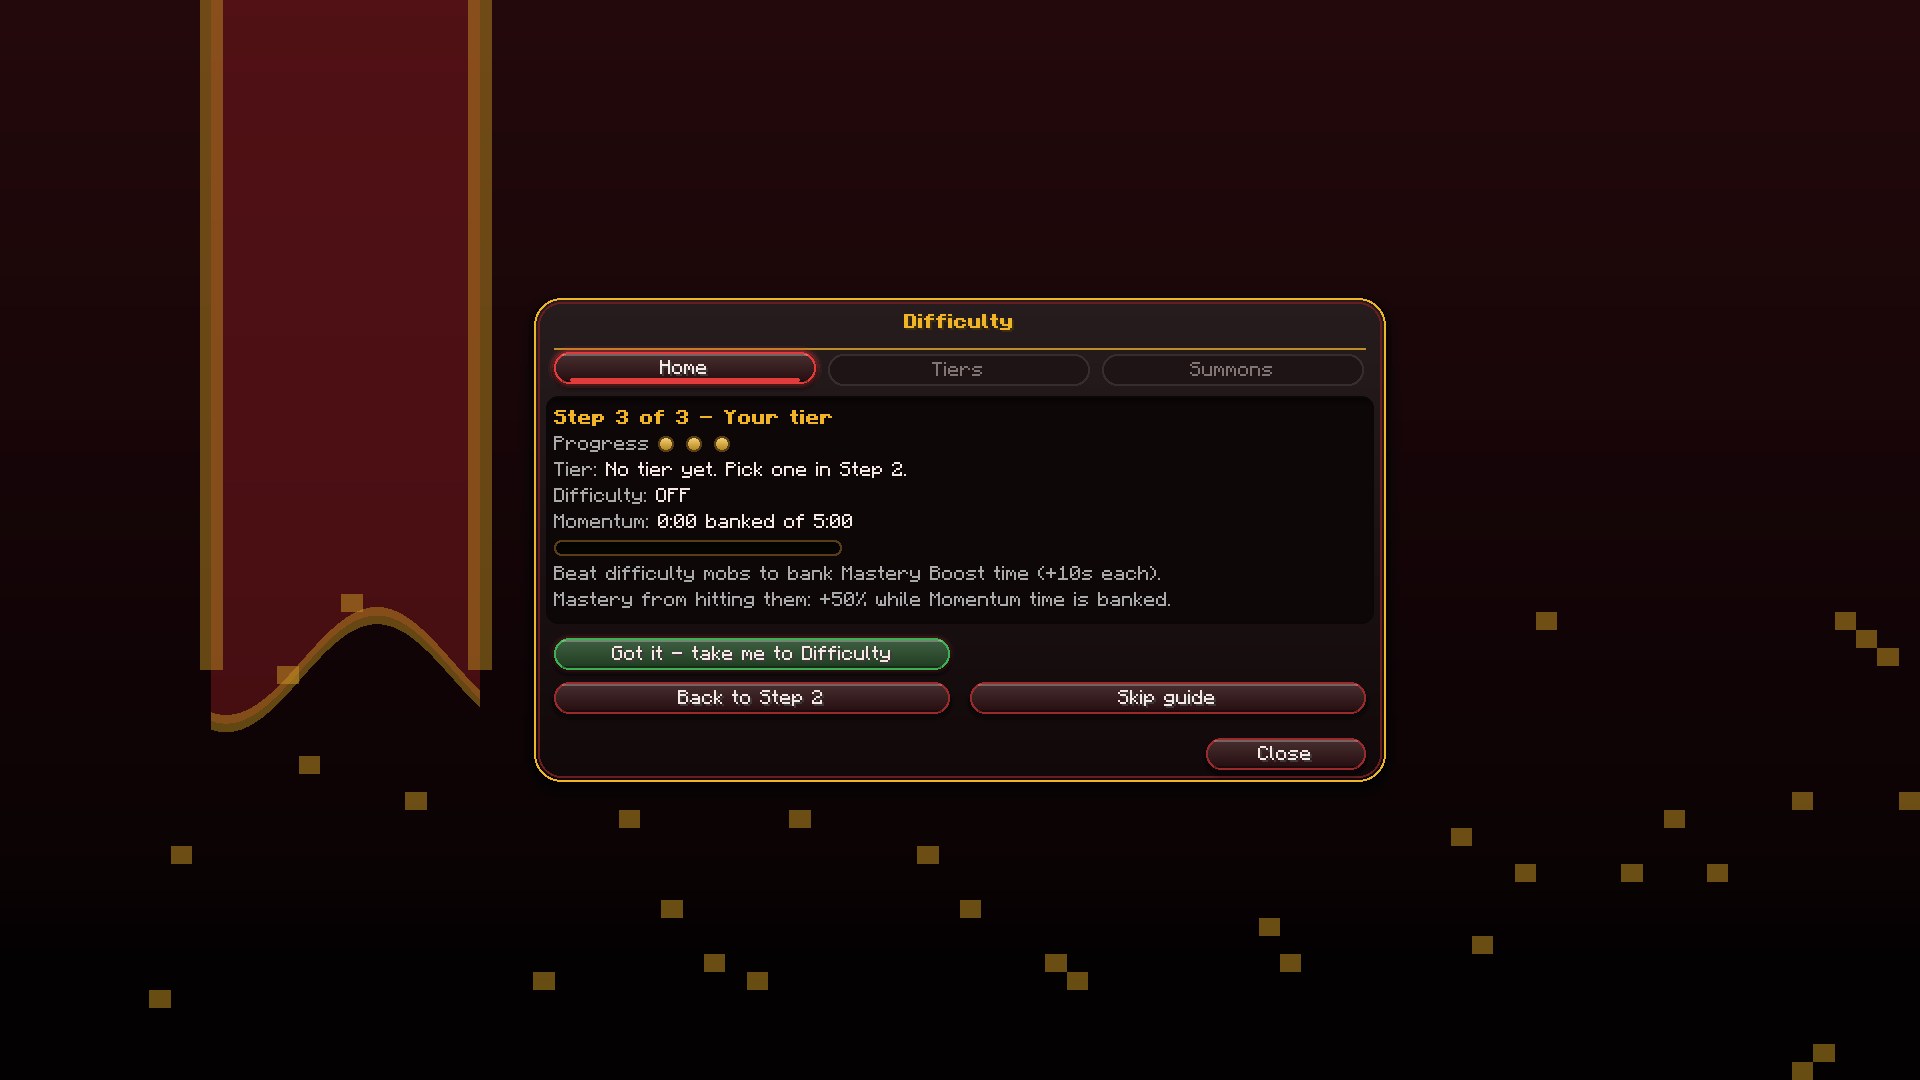 Difficulty
Home Tiers Summons
Step 3 of 3 - Your tier
Progress
Tier: No tier yet. Pick one in Step 2.
Difficulty: OFF
Momentum: 0:00 banked of 5:00
Beat difficulty mobs to bank Mastery Boost time (+10s each).
Mastery from hitting them: +50% while Momentum time is banked.
Got it - take me to Difficulty
Back to Step 2 Skip guide
Close